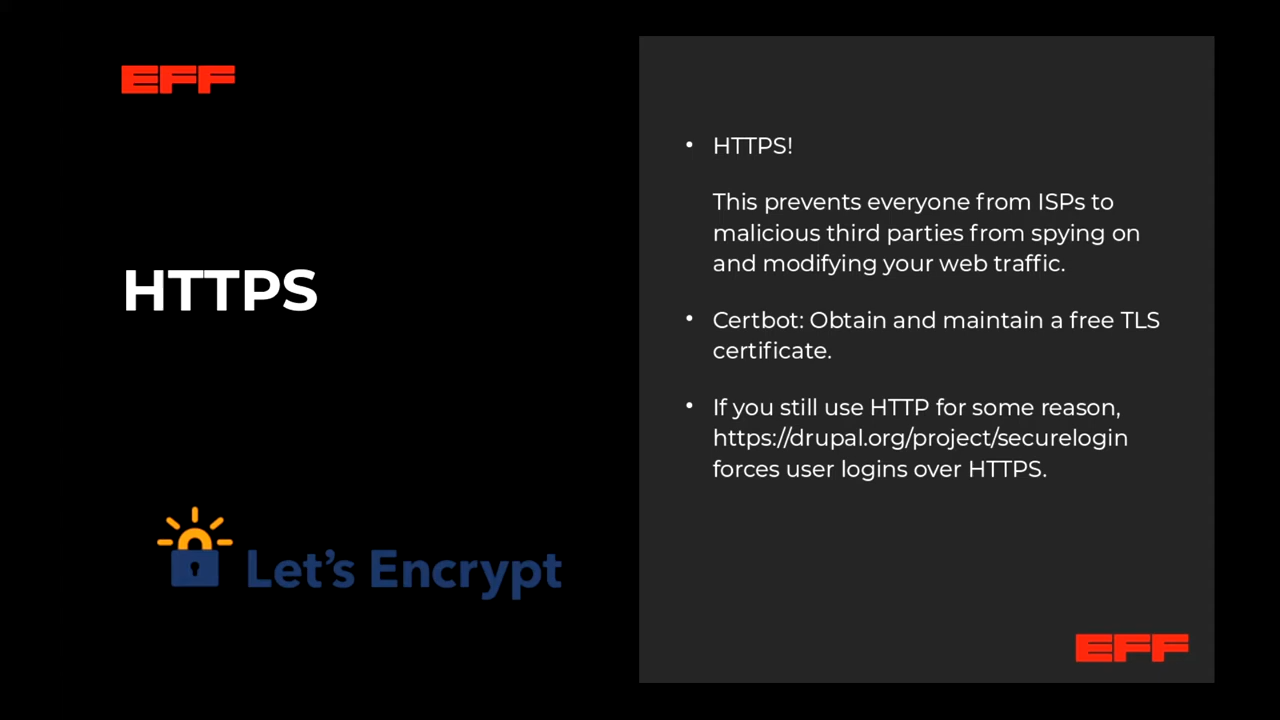 EFF
HTTPS
Let's Encrypt
• HTTPS!
This prevents everyone from ISPs to
malicious third parties from spying on
and modifying your web traffic.
• Certbot: Obtain and maintain a free TLS
certificate.
• If you still use HTTP for some reason,
https://drupal.org/project/securelogin
forces user logins over HTTPS.
EFF